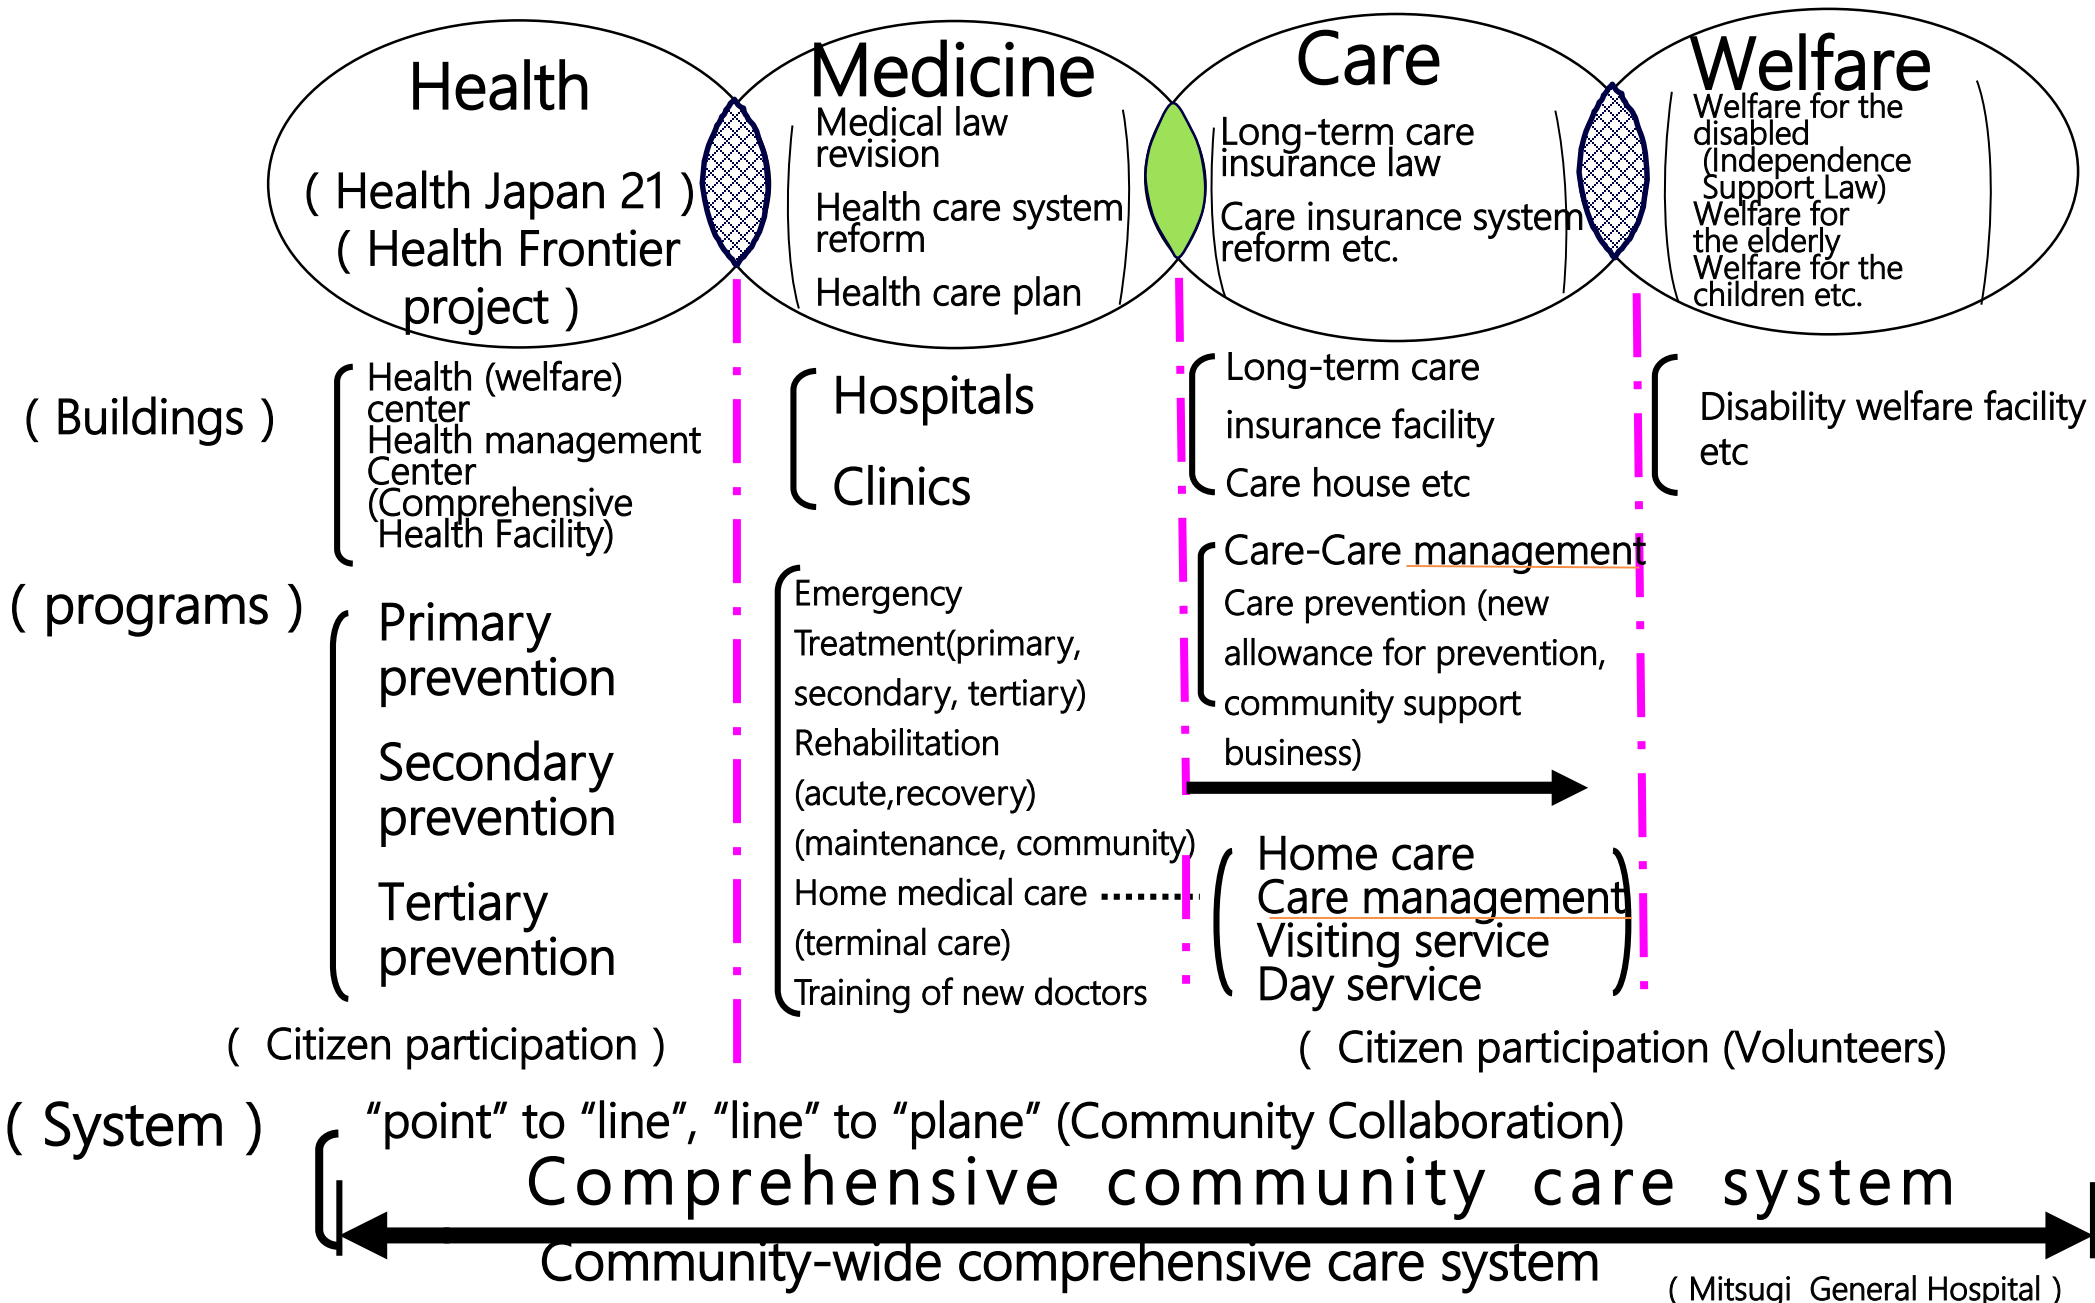 Health
( Health Japan 21 )
( Health Frontier
project )
Medicine
Medical law
revision
Health care system
reform
Health care plan
Care
Long-term care
insurance law
Care insurance system
reform etc.
Welfare
Welfare for the
disabled
(Independence
Support Law)
Welfare for
the elderly
Welfare for the
children etc.
( Buildings )
Health (welfare)
center
Health management
Center
(Comprehensive
Health Facility)
Hospitals
Clinics
Long-term care
insurance facility
Care house etc
Disability welfare facility
etc
( programs )
Primary
prevention
Secondary
prevention
Tertiary
prevention
Emergency
Treatment(primary,
secondary, tertiary)
Rehabilitation
(acute,recovery)
(maintenance, community)
Home medical care ·········
(terminal care)
Training of new doctors
Care-Care management
Care prevention (new
allowance for prevention,
community support
business)
Home care
Care management
Visiting service
Day service
( Citizen participation )
( Citizen participation (Volunteers)
( System )
“point” to “line”, “line” to “plane” (Community Collaboration)
Comprehensive community care system
Community-wide comprehensive care system
( Mitsugi General Hospital )